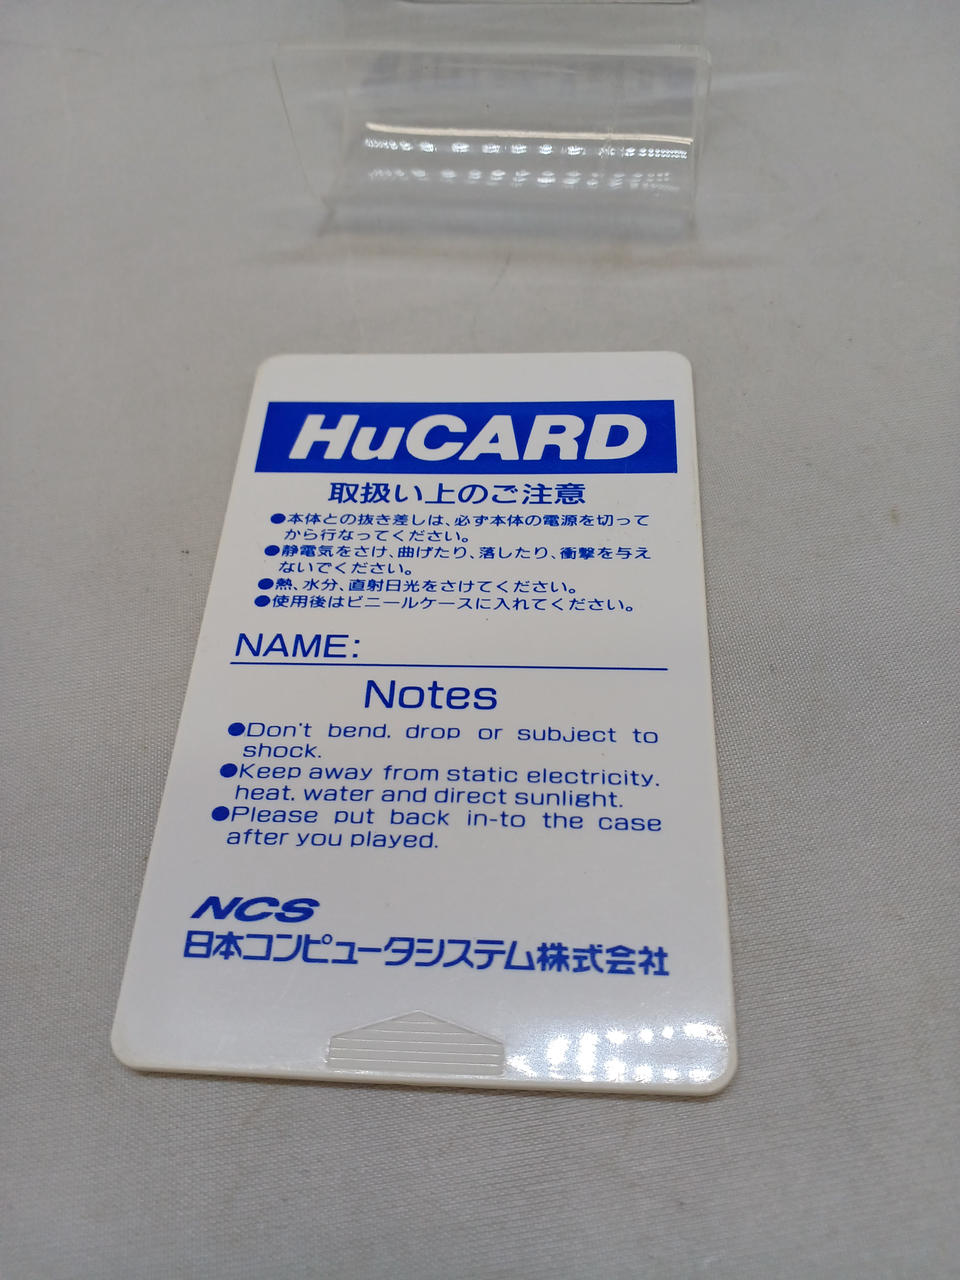 HuCARD
取扱い上のご注意
●本体との抜き差しは、必ず本体の電源を切って
から行なってください。
●静電気をさけ、曲げたり、落したり、衝撃を与え
ないでください。
●熱、水分、直射日光をさけてください。
●使用後はビニールケースに入れてください。
NAME:
Notes
●Don't bend, drop or subject to
shock.
●Keep away from static electricity,
heat, water and direct sunlight.
●Please put back in-to the case
after you played.
NCS
日本コンピュータシステム株式会社